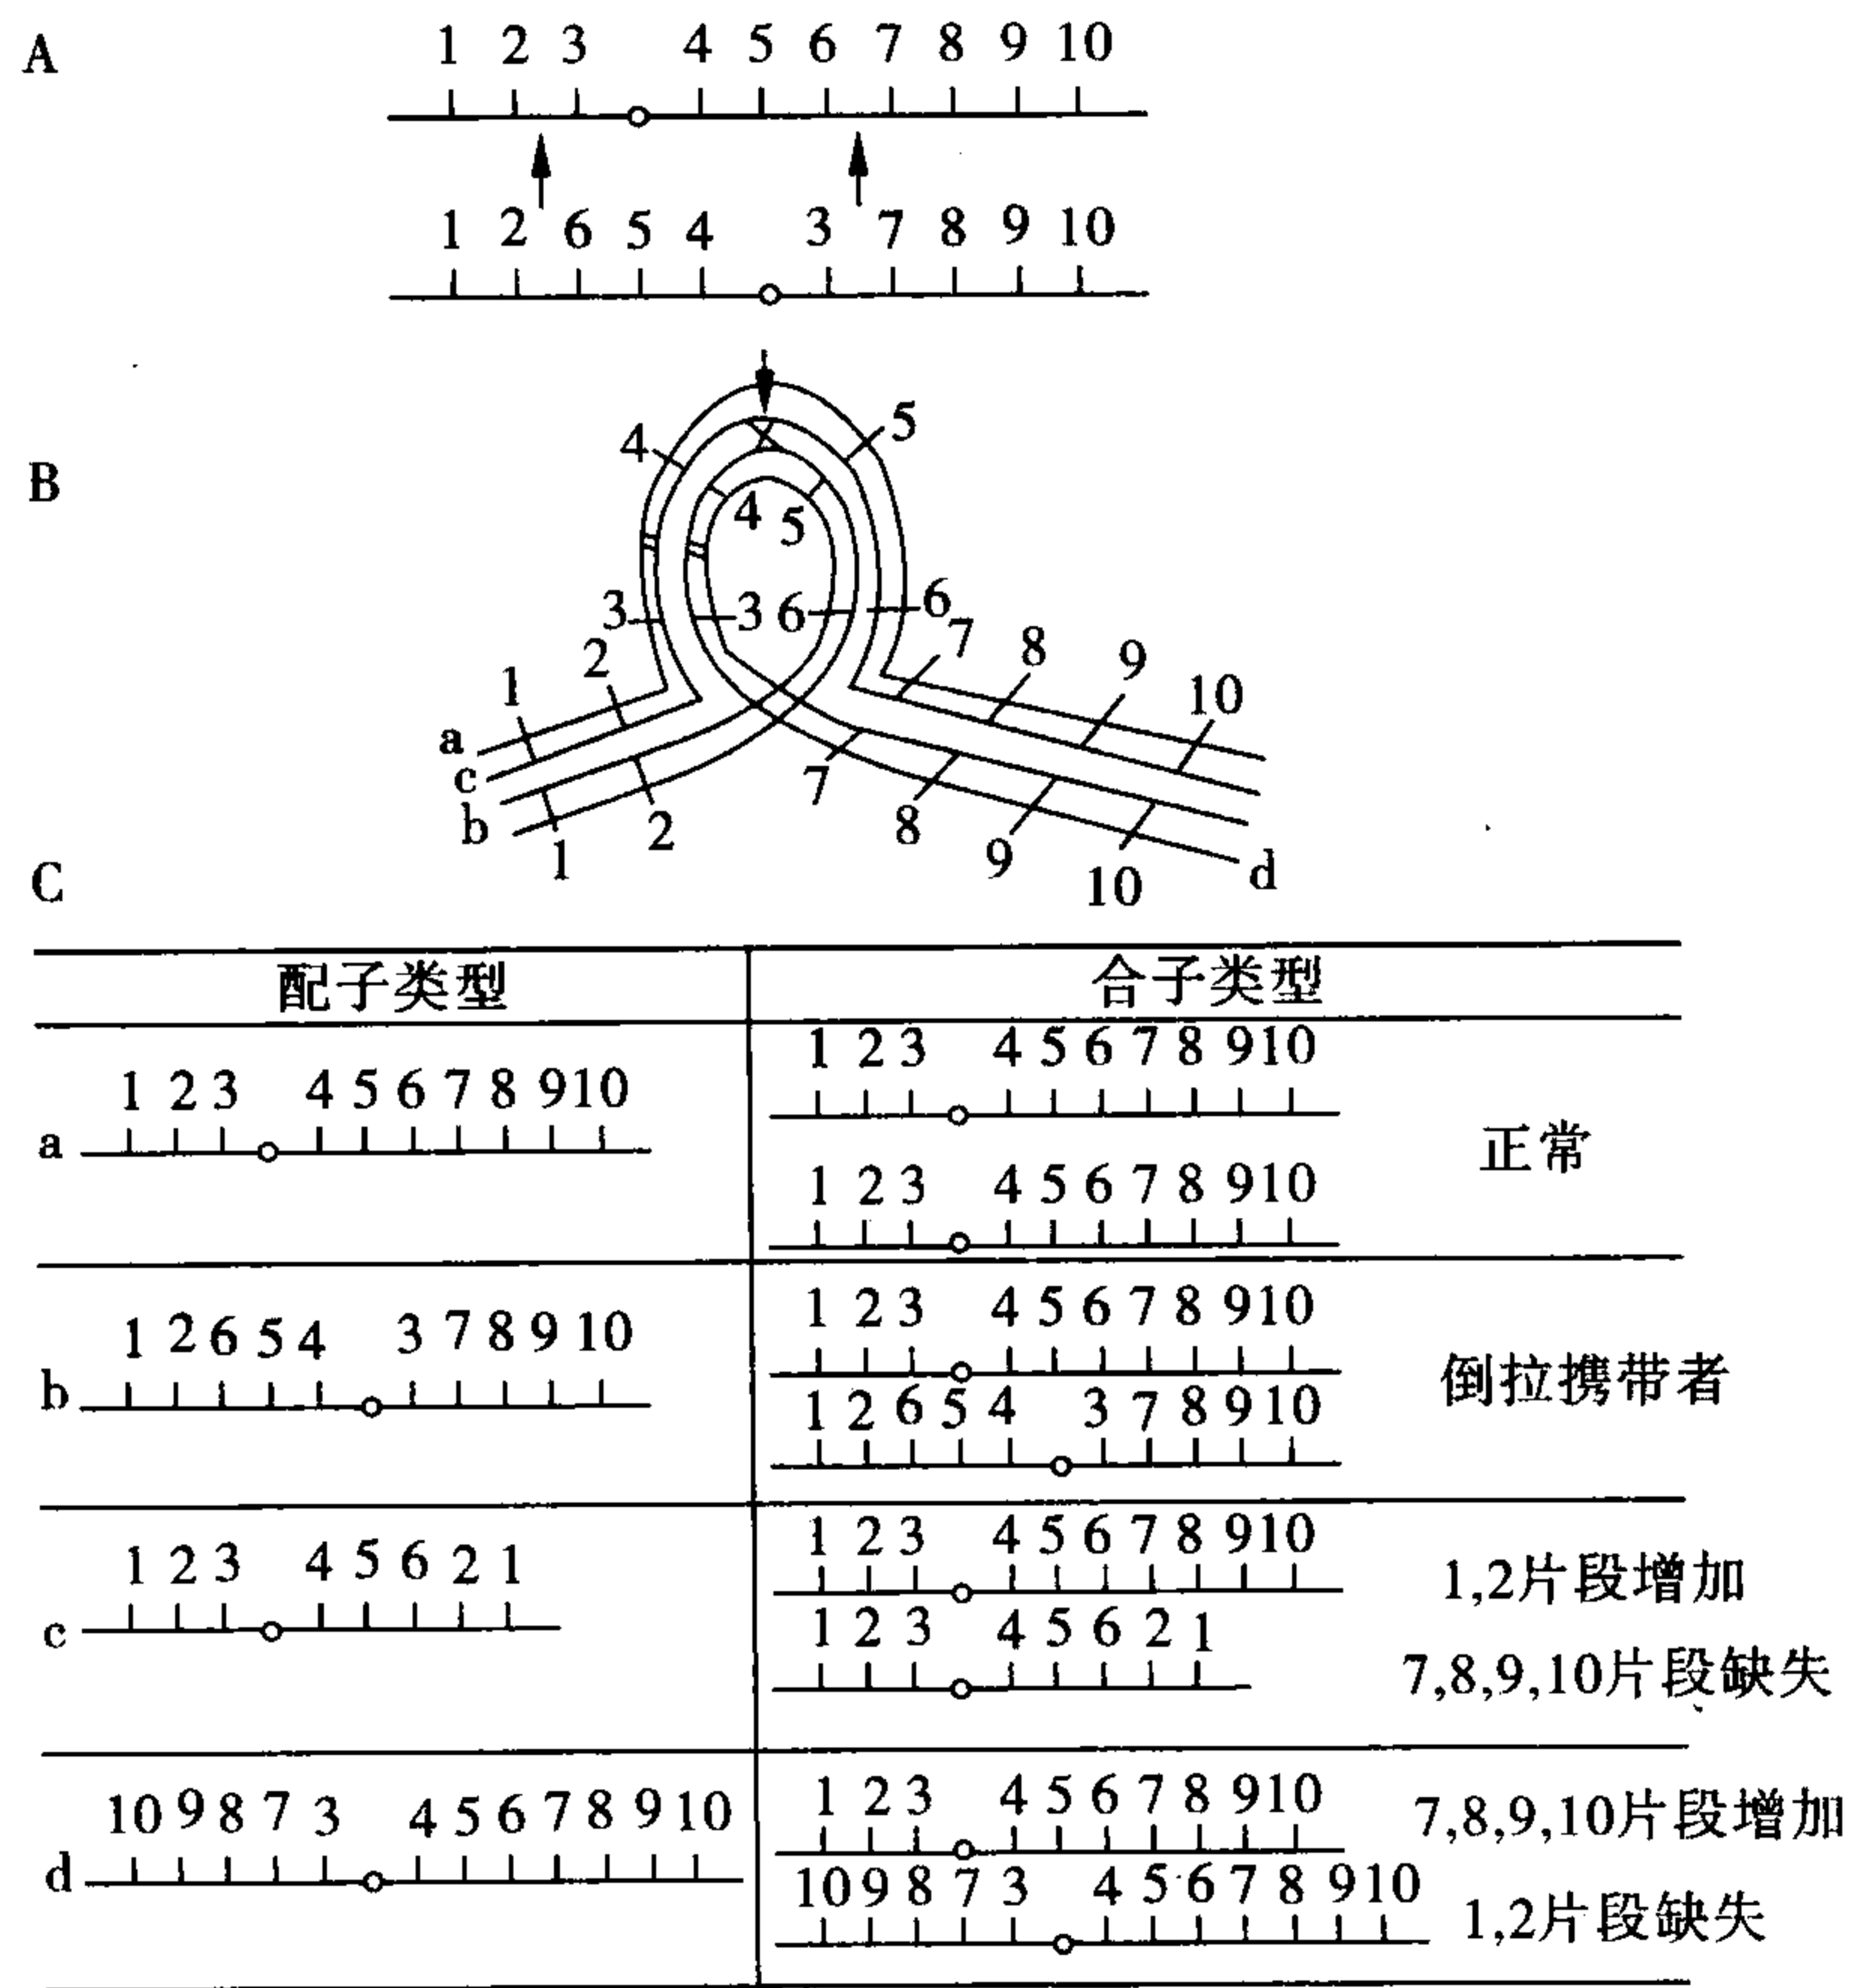 A
1 2 3 4 5 6 7 8 9 10
1 2 6 5 4 3 7 8 9 10
B
4 5
4 5
3 3 6 6
1 2 7 8 9 10
a
c
b
1 2 7 8 9 10
d
C
配子类型 合子类型
a 1 2 3 4 5 6 7 8 9 10
1 2 3 4 5 6 7 8 9 10
1 2 3 4 5 6 7 8 9 10
正常
b 1 2 6 5 4 3 7 8 9 10
1 2 3 4 5 6 7 8 9 10
1 2 6 5 4 3 7 8 9 10
倒拉携带者
c 1 2 3 4 5 6 2 1
1 2 3 4 5 6 7 8 9 10
1 2 3 4 5 6 2 1
1,2片段增加
7,8,9,10片段缺失
d 10 9 8 7 3 4 5 6 7 8 9 10
1 2 3 4 5 6 7 8 9 10
10 9 8 7 3 4 5 6 7 8 9 10
7,8,9,10片段增加
1,2片段缺失